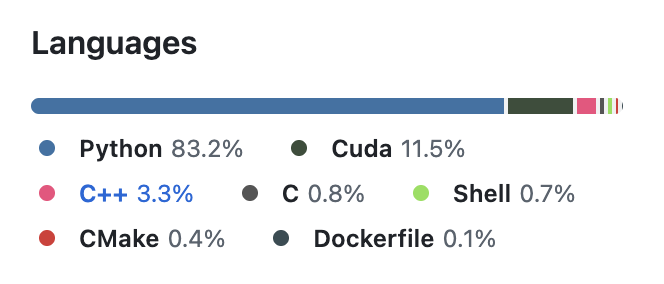 Languages
Python 83.2% Cuda 11.5%
C++ 3.3% C 0.8% Shell 0.7%
CMake 0.4% Dockerfile 0.1%